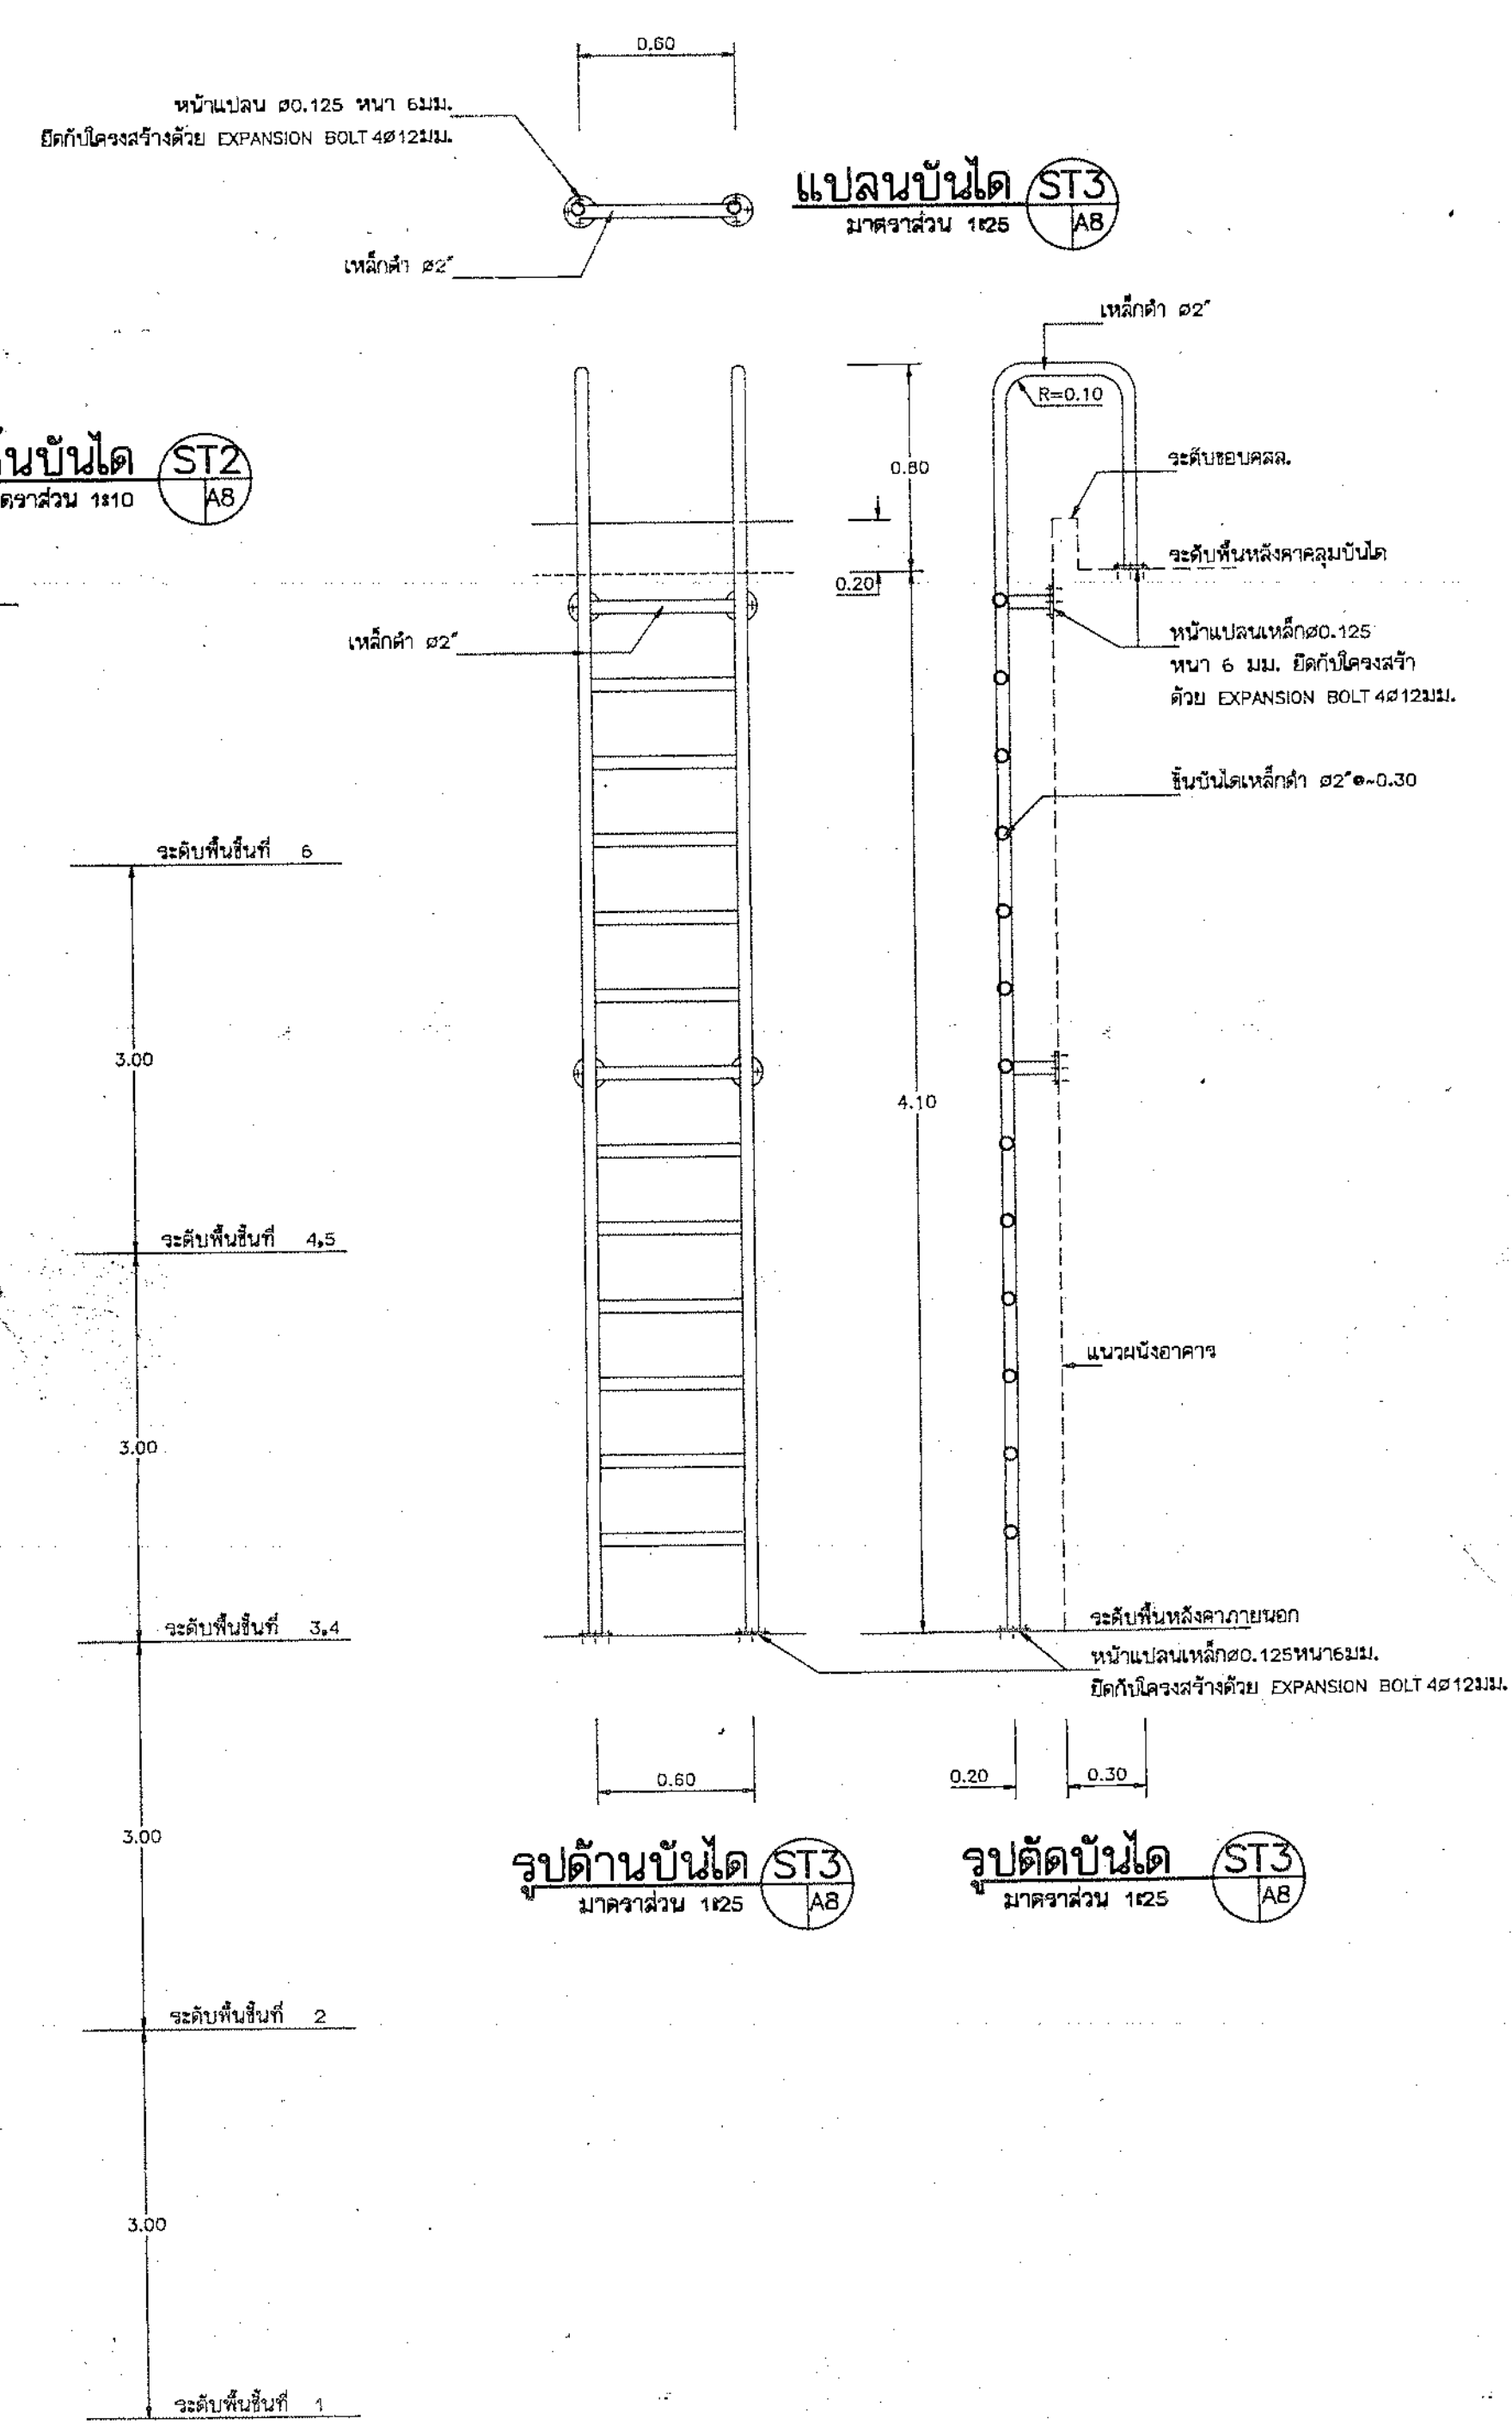 0.60
หน้าแปลน ø0.125 หนา 6มม.
ยึดกับโครงสร้างด้วย EXPANSION BOLT 4ø12มม.
แปลนบันได ST3
มาตราส่วน 1:25 A8
เหล็กดำ ø2"
เหล็กดำ ø2"
R=0.10
บันได ST2
1:10 A8
0.80
ระดับขอบคสล.
ระดับพื้นหลังคาคลุมบันได
0.20
เหล็กดำ ø2"
หน้าแปลนเหล็กø0.125
หนา 6 มม. ยึดกับโครงสร้า
ด้วย EXPANSION BOLT 4ø12มม.
ขั้นบันไดเหล็กดำ ø2"@~0.30
ระดับพื้นชั้นที่ 6
3.00
4.10
ระดับพื้นชั้นที่ 4,5
แนวผนังอาคาร
3.00
ระดับพื้นชั้นที่ 3,4
ระดับพื้นหลังคาภายนอก
หน้าแปลนเหล็กø0.125หนา6มม.
ยึดกับโครงสร้างด้วย EXPANSION BOLT 4ø12มม.
0.60
0.20
0.30
3.00
รูปด้านบันได ST3
มาตราส่วน 1:25 A8
รูปตัดบันได ST3
มาตราส่วน 1:25 A8
ระดับพื้นชั้นที่ 2
3.00
ระดับพื้นชั้นที่ 1